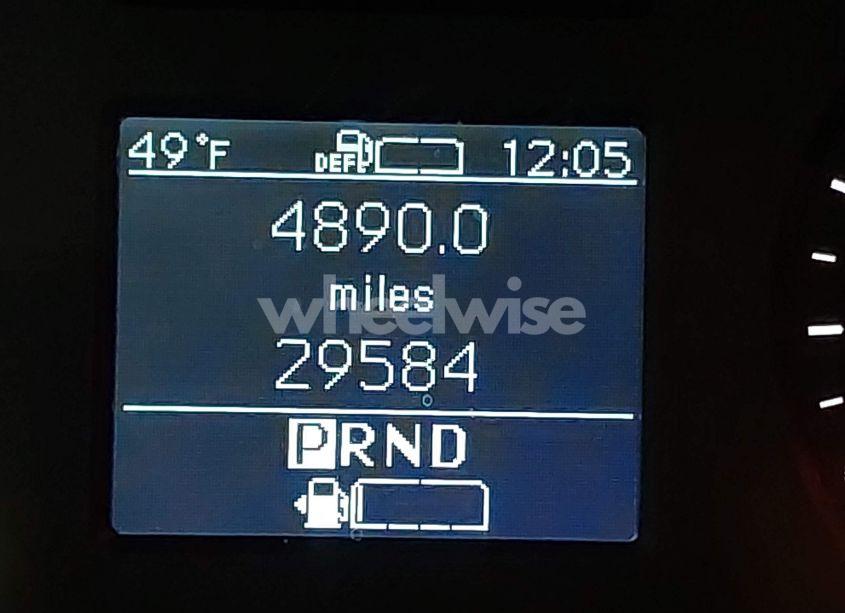 49°F DEF 12:05
4890.0
miles
wheelwise
29584
PRND